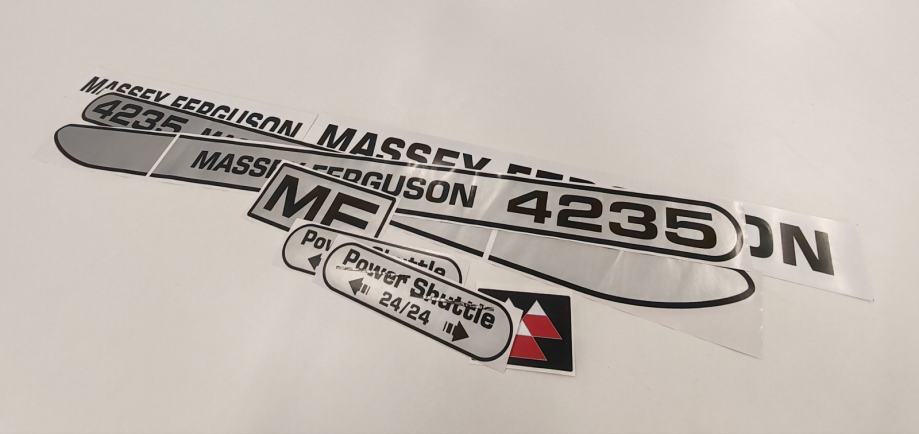 MASSEY FERGUSON
4235
MASSEY FERGUSON
MASSEY FERGUSON 4235
ON
MF
Power Shuttle
Power Shuttle
24/24